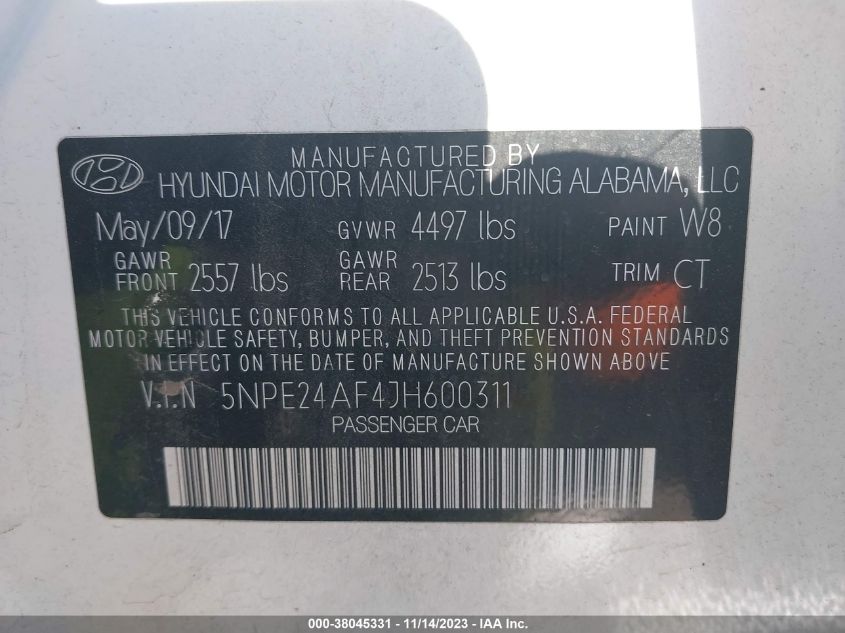 MANUFACTURED BY
HYUNDAI MOTOR MANUFACTURING ALABAMA, LLC
May/09/17 GVWR 4497 lbs PAINT W8
GAWR FRONT 2557 lbs GAWR REAR 2513 lbs TRIM CT
THIS VEHICLE CONFORMS TO ALL APPLICABLE U.S.A. FEDERAL
MOTOR VEHICLE SAFETY, BUMPER, AND THEFT PREVENTION STANDARDS
IN EFFECT ON THE DATE OF MANUFACTURE SHOWN ABOVE
V.I.N 5NPE24AF4JH600311
PASSENGER CAR
000-38045331 - 11/14/2023 - IAA Inc.